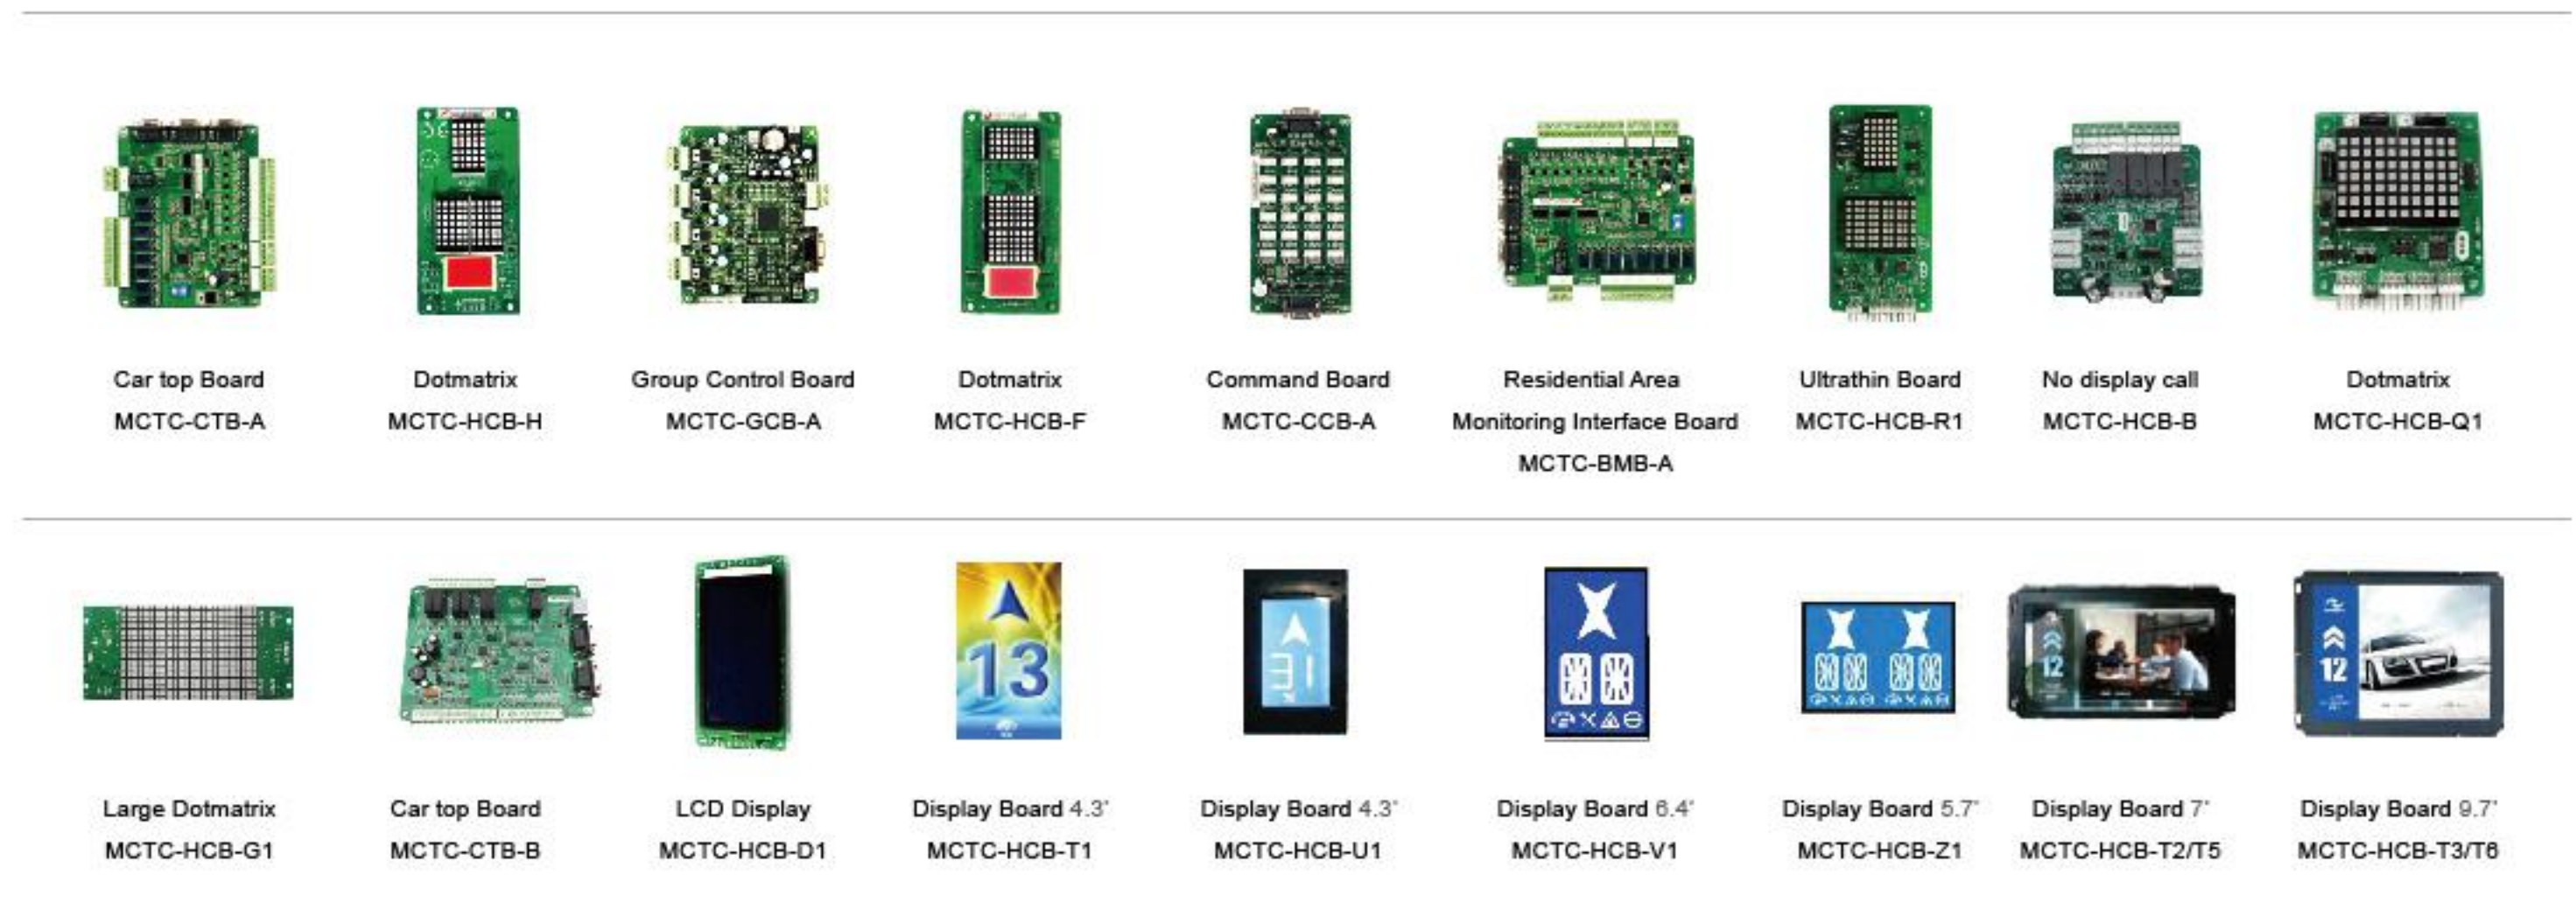 Car top Board
MCTC-CTB-A
Dotmatrix
MCTC-HCB-H
Group Control Board
MCTC-GCB-A
Dotmatrix
MCTC-HCB-F
Command Board
MCTC-CCB-A
Residential Area
Monitoring Interface Board
MCTC-BMB-A
Ultrathin Board
MCTC-HCB-R1
No display call
MCTC-HCB-B
Dotmatrix
MCTC-HCB-Q1
Large Dotmatrix
MCTC-HCB-G1
Car top Board
MCTC-CTB-B
LCD Display
MCTC-HCB-D1
13
Display Board 4.3"
MCTC-HCB-T1
Display Board 4.3"
MCTC-HCB-U1
Display Board 6.4"
MCTC-HCB-V1
Display Board 5.7"
MCTC-HCB-Z1
12
Display Board 7"
MCTC-HCB-T2/T5
12
Display Board 9.7"
MCTC-HCB-T3/T6